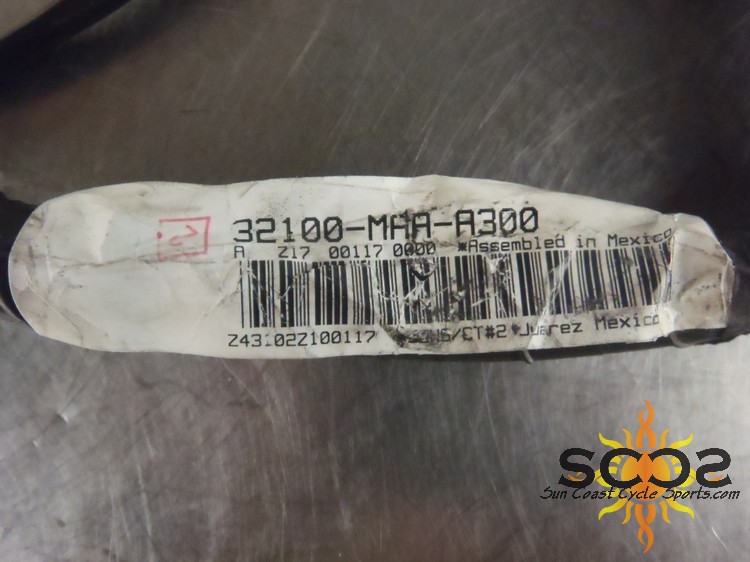 32100-MAA-A300
A Z17 00117 0000 *Assembled in Mexico
Z43102Z100117 Juarez Mexico
SCCS
Sun Coast Cycle Sports.com